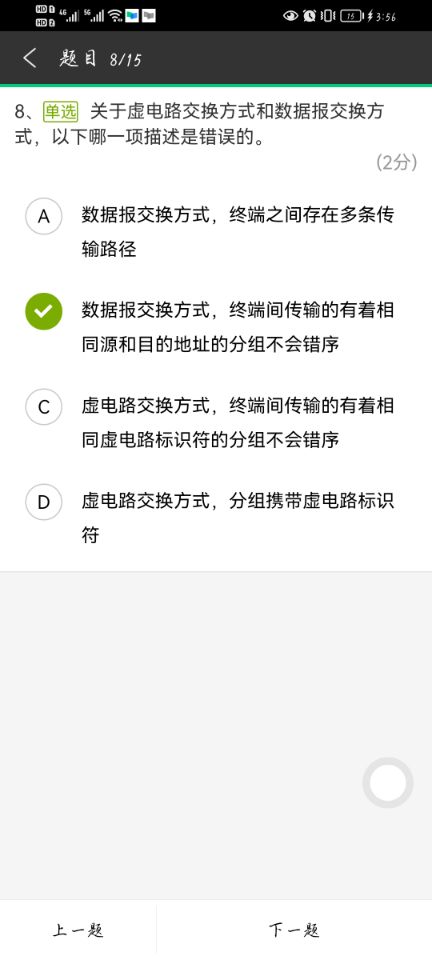 HD 1 4G 5G 15 3:56
HD 2
题目 8/15
8、单选 关于虚电路交换方式和数据报交换方
式，以下哪一项描述是错误的。
(2分)
A 数据报交换方式，终端之间存在多条传
输路径
数据报交换方式，终端间传输的有着相
同源和目的地址的分组不会错序
C 虚电路交换方式，终端间传输的有着相
同虚电路标识符的分组不会错序
D 虚电路交换方式，分组携带虚电路标识
符
上一题 下一题